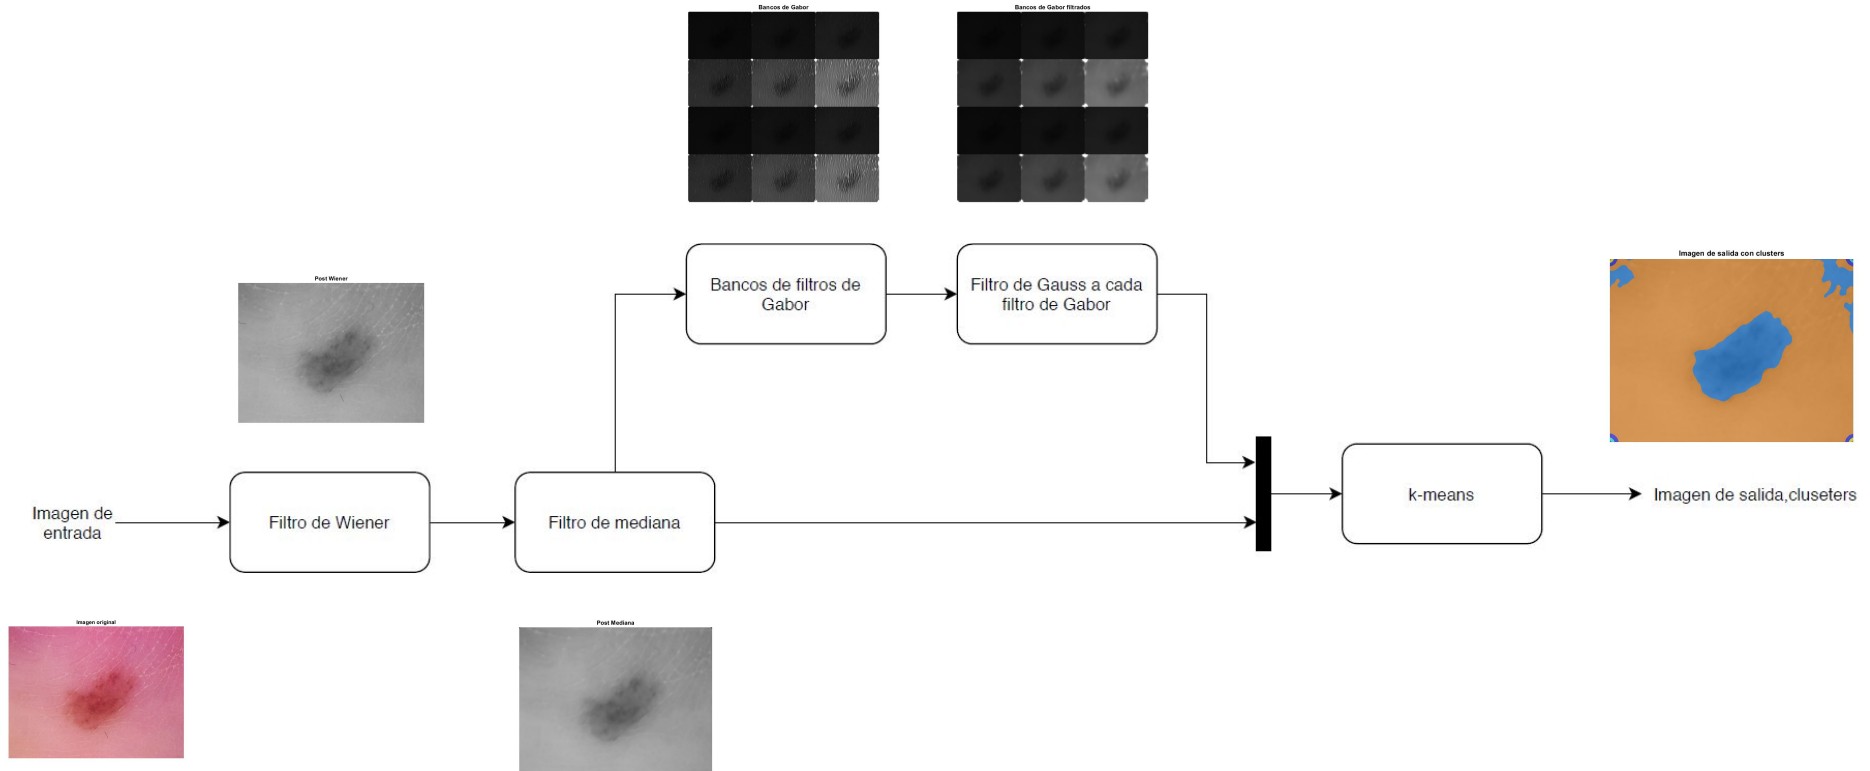 Bancos de Gabor
Bancos de Gabor filtrados
Post Wiener
Bancos de filtros de
Gabor
Filtro de Gauss a cada
filtro de Gabor
Imagen de salida con clusters
Imagen de
entrada
Filtro de Wiener
Filtro de mediana
k-means
Imagen de salida,cluseters
Imagen original
Post Mediana